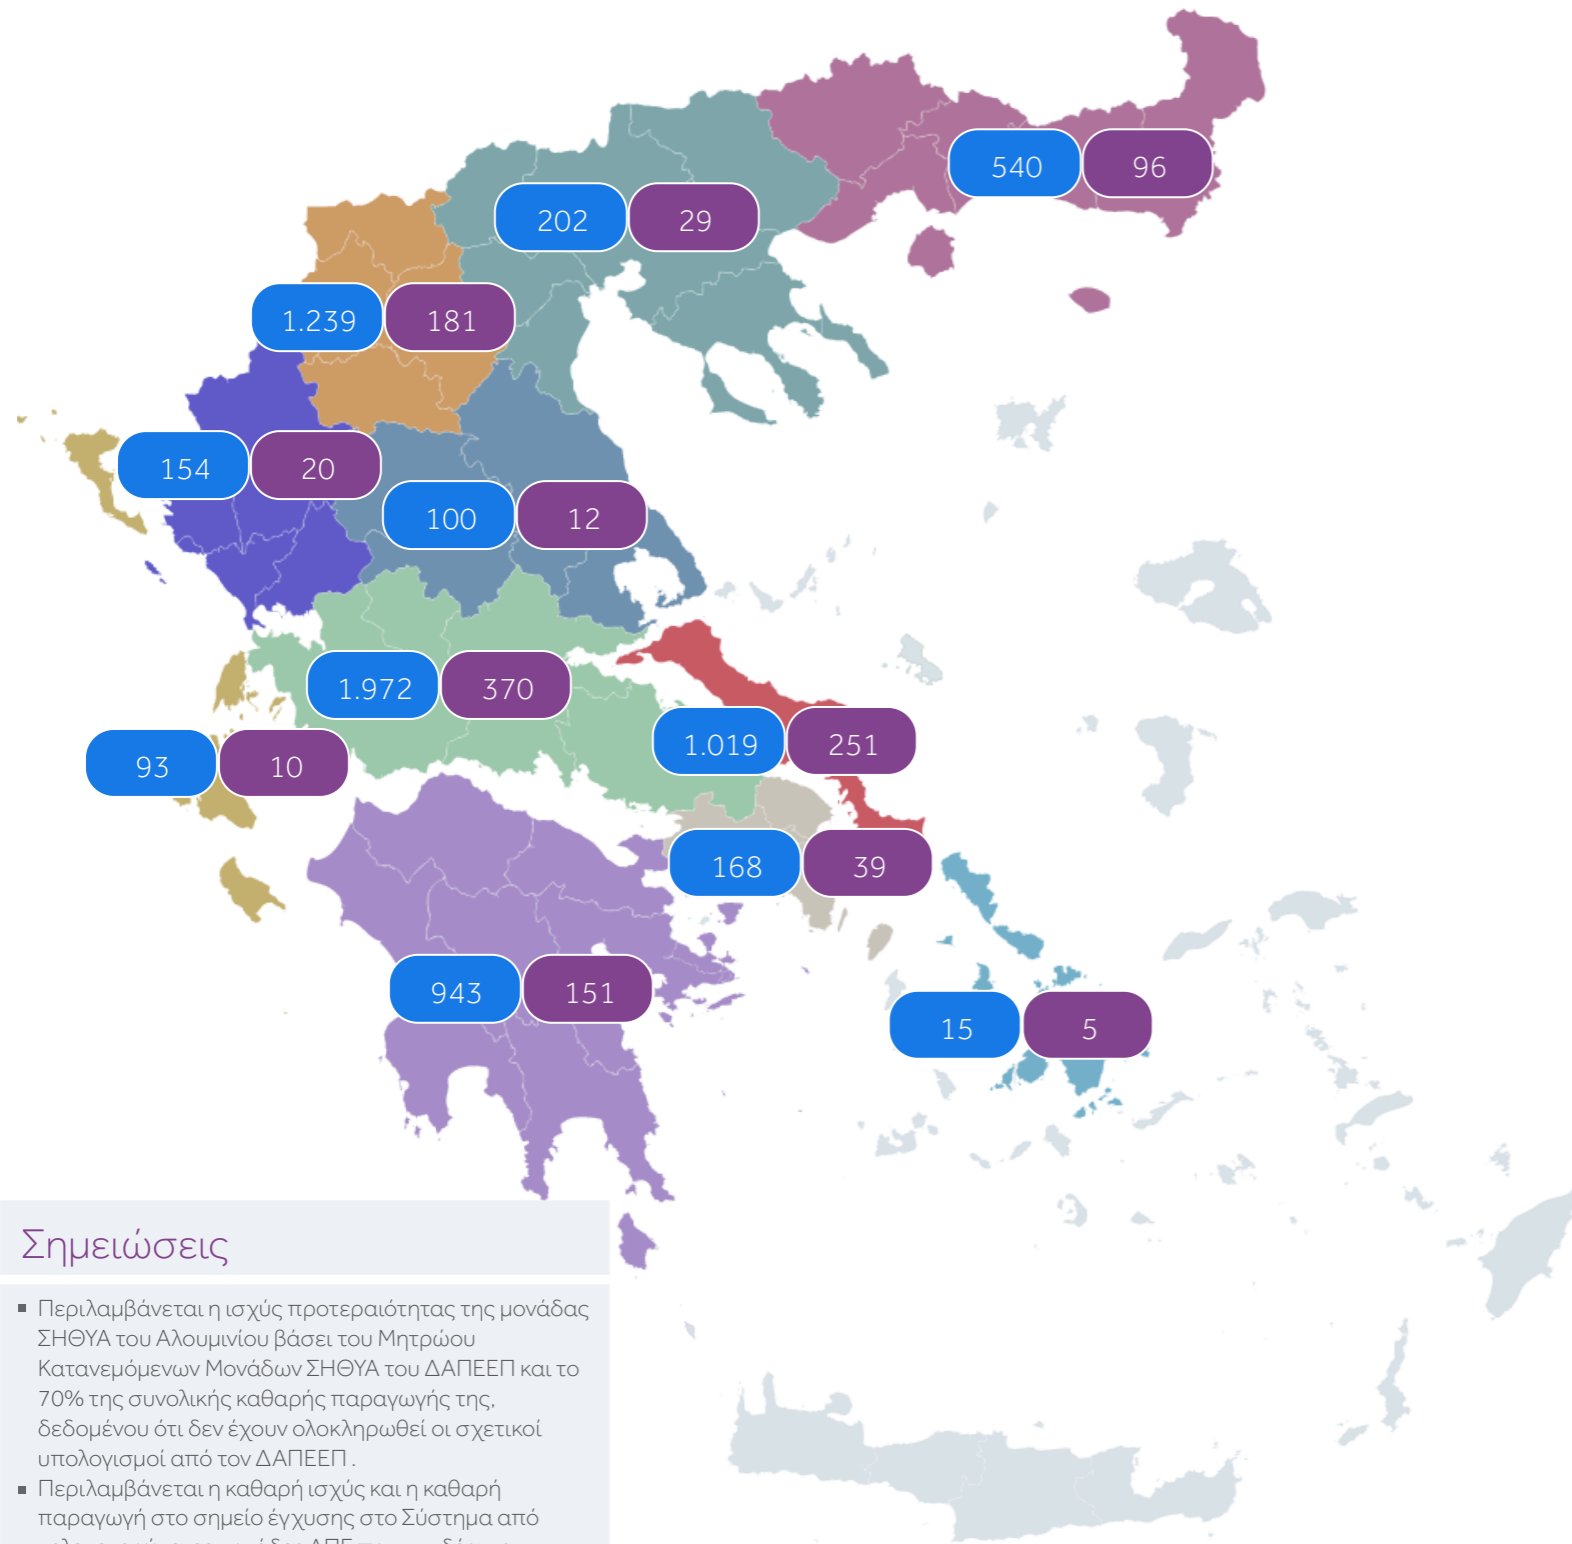 540 96
202 29
1.239 181
154 20
100 12
1.972 370
1.019 251
93 10
168 39
943 151
15 5
Σημειώσεις
▪ Περιλαμβάνεται η ισχύς προτεραιότητας της μονάδας
ΣΗΘΥΑ του Αλουμινίου βάσει του Μητρώου
Κατανεμόμενων Μονάδων ΣΗΘΥΑ του ΔΑΠΕΕΠ και το
70% της συνολικής καθαρής παραγωγής της,
δεδομένου ότι δεν έχουν ολοκληρωθεί οι σχετικοί
υπολογισμοί από τον ΔΑΠΕΕΠ .
▪ Περιλαμβάνεται η καθαρή ισχύς και η καθαρή
παραγωγή στο σημείο έγχυσης στο Σύστημα από